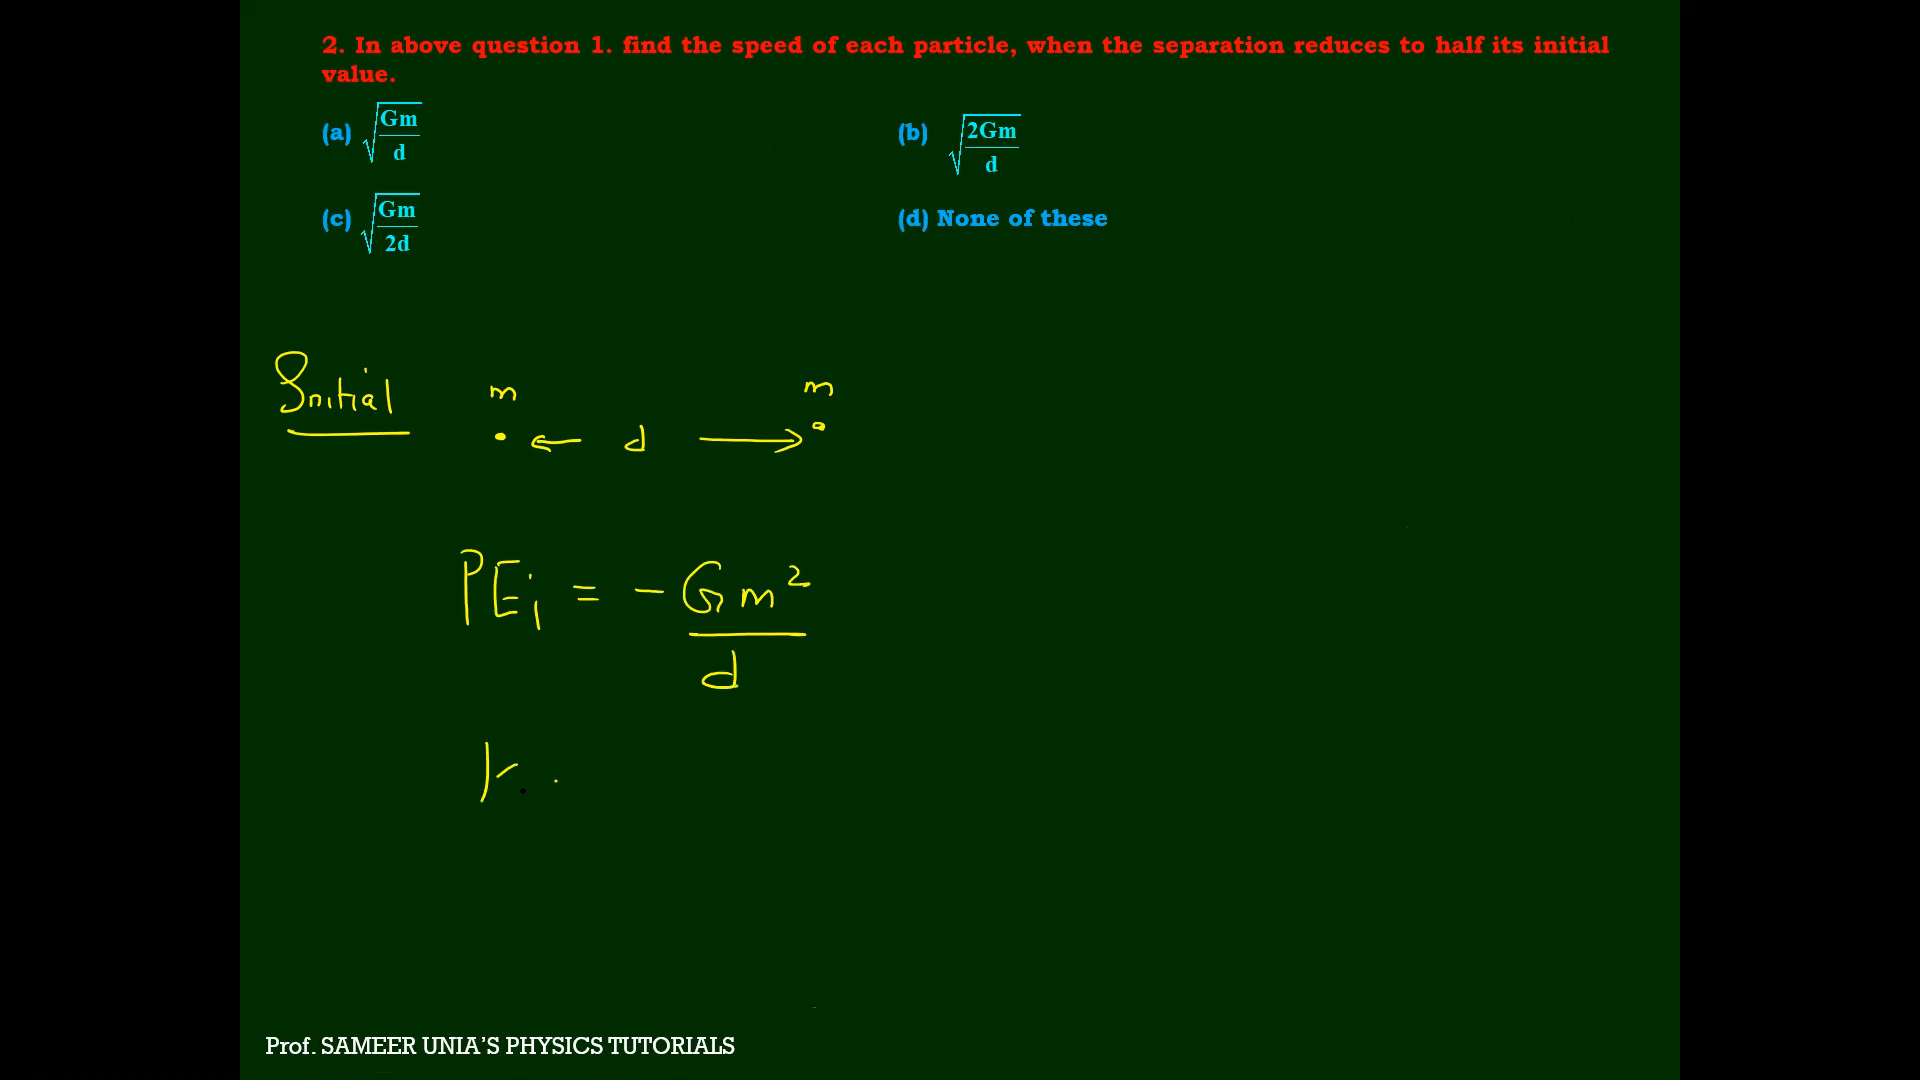 2. In above question 1. find the speed of each particle, when the separation reduces to half its initial
value.
(a) √(Gm/d)
(b) √(2Gm/d)
(c) √(Gm/2d)
(d) None of these
Initial
m m
d
PEi = - Gm²/d
Prof. SAMEER UNIA'S PHYSICS TUTORIALS